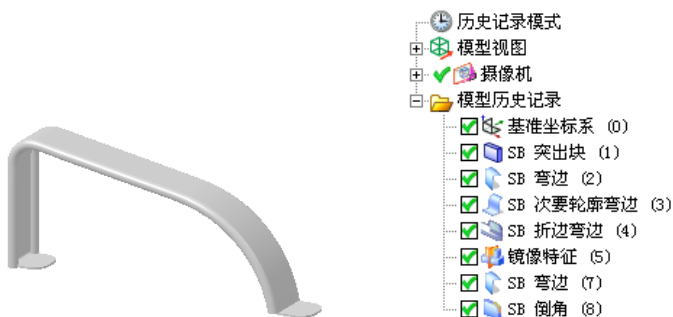 历史记录模式
模型视图
摄像机
模型历史记录
基准坐标系 (0)
SB 突出块 (1)
SB 弯边 (2)
SB 次要轮廓弯边 (3)
SB 折边弯边 (4)
镜像特征 (5)
SB 弯边 (7)
SB 倒角 (8)